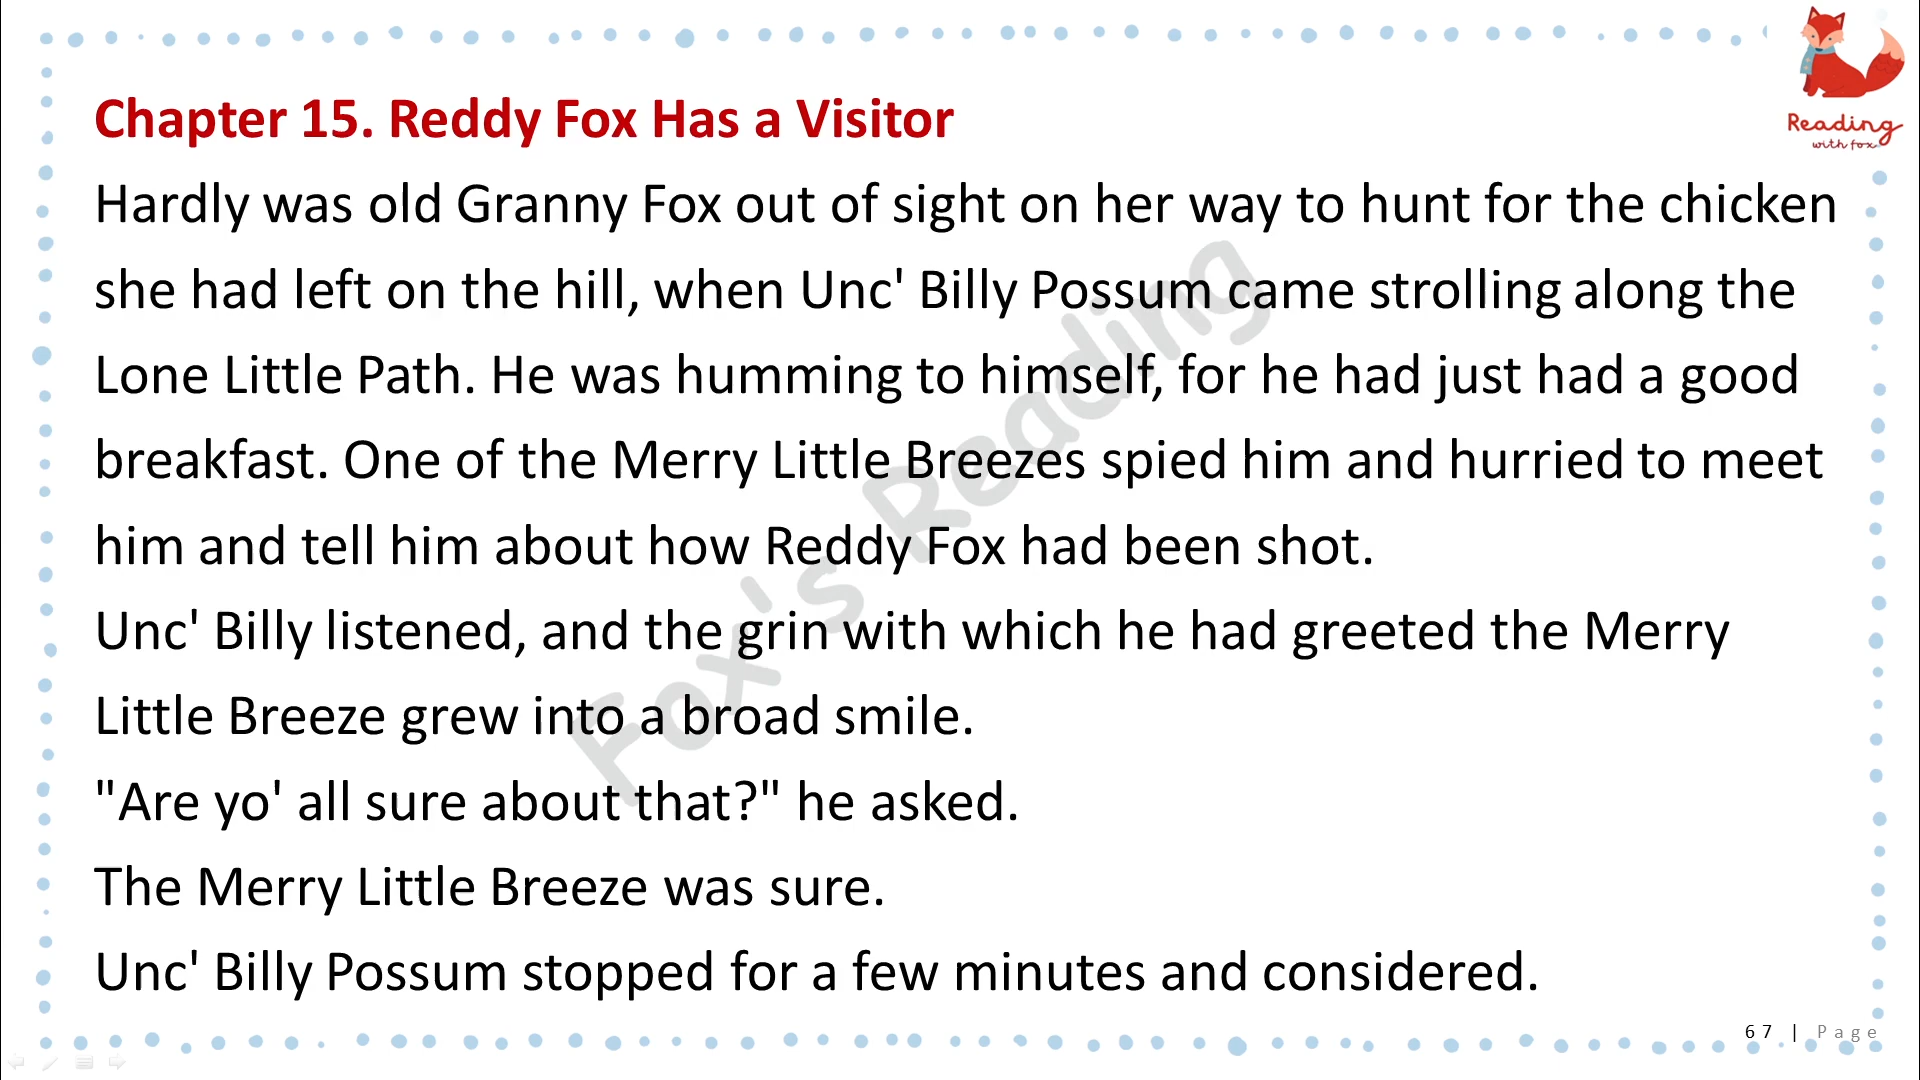 Reading
with fox
Chapter 15. Reddy Fox Has a Visitor
Hardly was old Granny Fox out of sight on her way to hunt for the chicken
she had left on the hill, when Unc' Billy Possum came strolling along the
Lone Little Path. He was humming to himself, for he had just had a good
breakfast. One of the Merry Little Breezes spied him and hurried to meet
him and tell him about how Reddy Fox had been shot.
Unc' Billy listened, and the grin with which he had greeted the Merry
Little Breeze grew into a broad smile.
"Are yo' all sure about that?" he asked.
The Merry Little Breeze was sure.
Unc' Billy Possum stopped for a few minutes and considered.
Fox's Reading
67 | Page